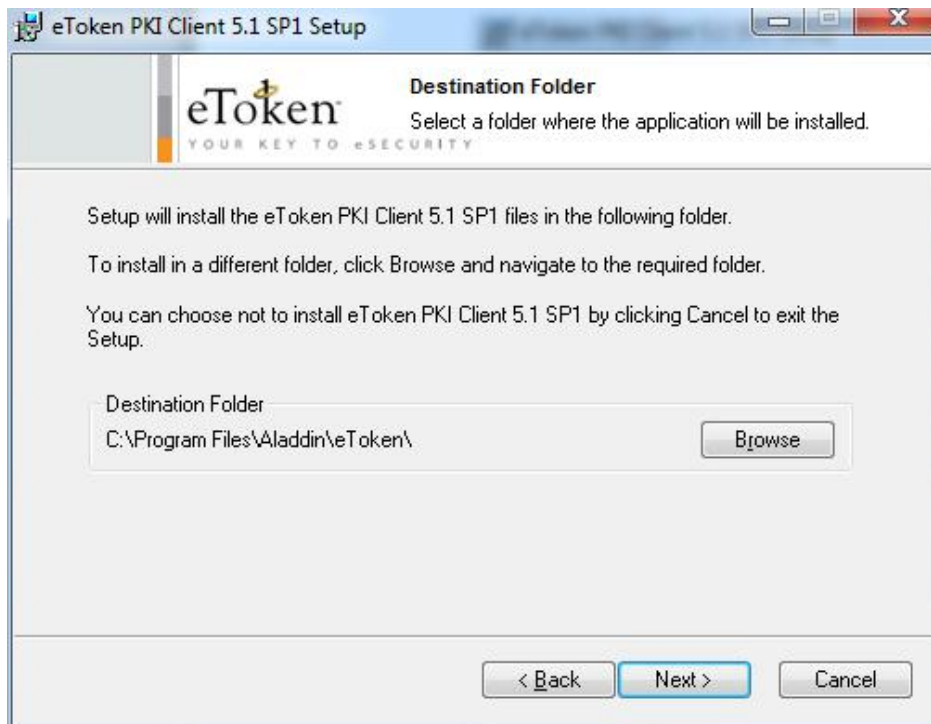 eToken PKI Client 5.1 SP1 Setup
eToken
YOUR KEY TO eSECURITY
Destination Folder
Select a folder where the application will be installed.
Setup will install the eToken PKI Client 5.1 SP1 files in the following folder.
To install in a different folder, click Browse and navigate to the required folder.
You can choose not to install eToken PKI Client 5.1 SP1 by clicking Cancel to exit the
Setup.
Destination Folder
C:\Program Files\Aladdin\eToken\
Browse
< Back
Next >
Cancel